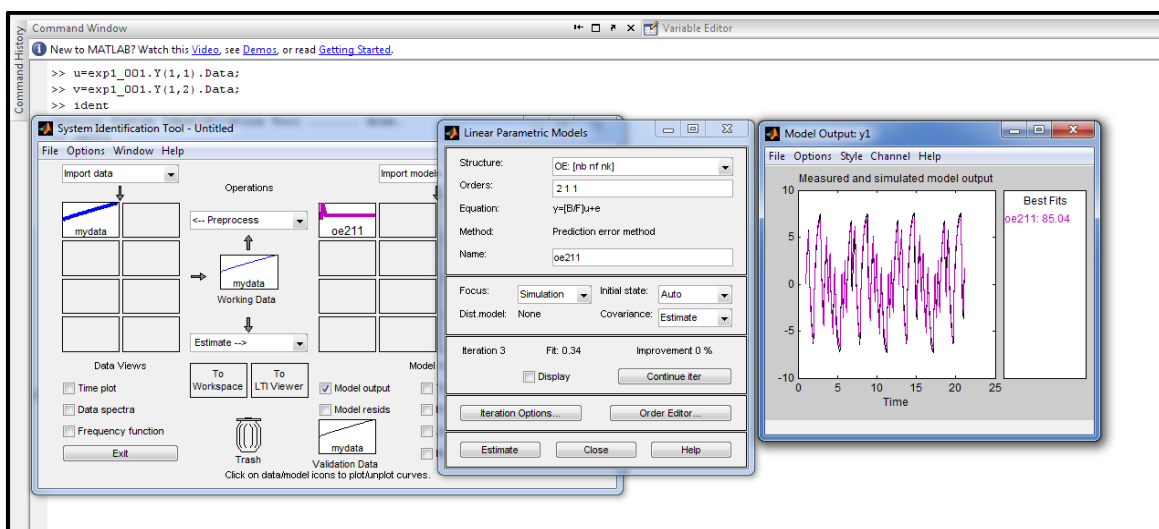 Command History
Command Window
Variable Editor
New to MATLAB? Watch this Video, see Demos, or read Getting Started.
>> u=exp1_001.Y(1,1).Data;
>> v=exp1_001.Y(1,2).Data;
>> ident
System Identification Tool - Untitled
File Options Window Help
Import data
Import models
Operations
<-- Preprocess
mydata
oe211
mydata
Working Data
Estimate -->
Data Views
Model
To Workspace
To LTI Viewer
Time plot
Model output
Data spectra
Model resids
Frequency function
mydata
Exit
Trash
Validation Data
Click on data/model icons to plot/unplot curves.
Linear Parametric Models
Structure:
OE: [nb nf nk]
Orders:
2 1 1
Equation:
y=[B/F]u+e
Method:
Prediction error method
Name:
oe211
Focus:
Simulation
Initial state:
Auto
Dist.model:
None
Covariance:
Estimate
Iteration 3
Fit: 0.34
Improvement 0 %
Display
Continue iter
Iteration Options...
Order Editor...
Estimate
Close
Help
Model Output: y1
File Options Style Channel Help
Measured and simulated model output
10
5
0
-5
-10
0 5 10 15 20 25
Time
Best Fits
oe211: 85.04